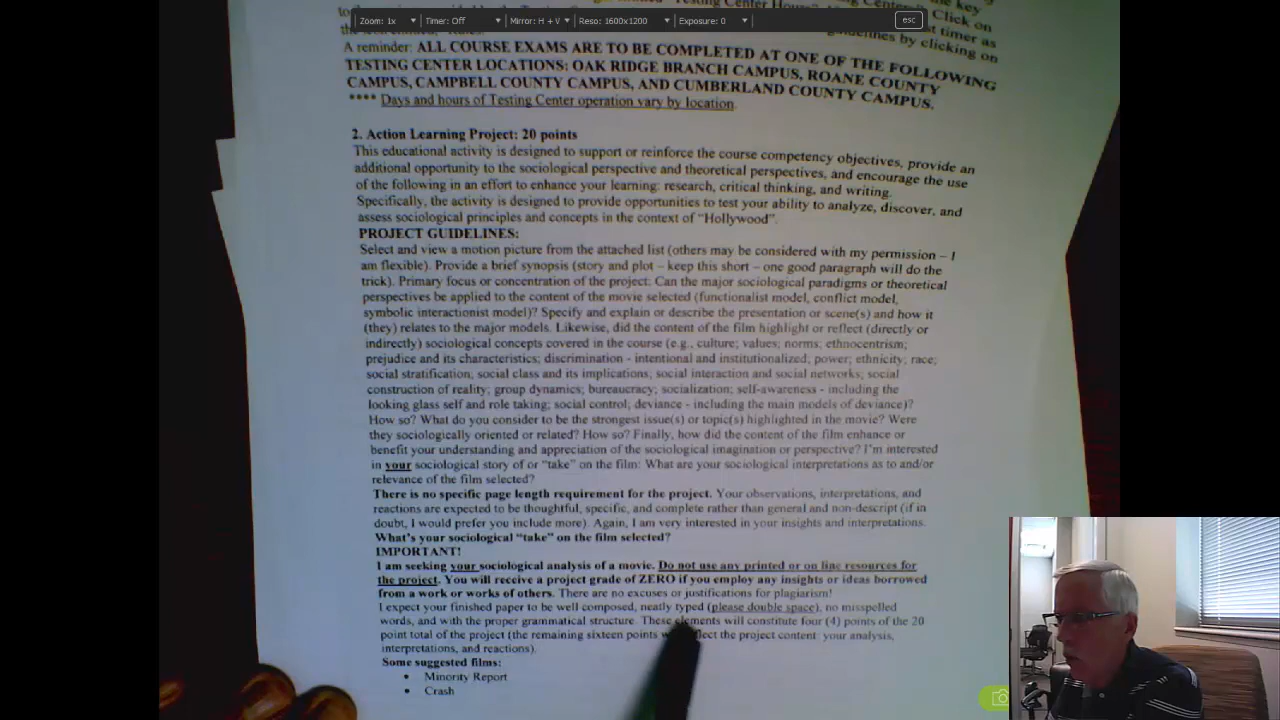 Zoom: 1x Timer: Off Mirror: H + V Reso: 1600x1200 Exposure: 0 esc
the key
Click on
timer as
guidelines by clicking on
A reminder: ALL COURSE EXAMS ARE TO BE COMPLETED AT ONE OF THE FOLLOWING
TESTING CENTER LOCATIONS: OAK RIDGE BRANCH CAMPUS, ROANE COUNTY
CAMPUS, CAMPBELL COUNTY CAMPUS, AND CUMBERLAND COUNTY CAMPUS.
**** Days and hours of Testing Center operation vary by location.
2. Action Learning Project: 20 points
This educational activity is designed to support or reinforce the course competency objectives, provide an
additional opportunity to the sociological perspective and theoretical perspectives, and encourage the use
of the following in an effort to enhance your learning: research, critical thinking, and writing.
Specifically, the activity is designed to provide opportunities to test your ability to analyze, discover, and
assess sociological principles and concepts in the context of "Hollywood".
PROJECT GUIDELINES:
Select and view a motion picture from the attached list (others may be considered with my permission – I
am flexible). Provide a brief synopsis (story and plot – keep this short – one good paragraph will do the
trick). Primary focus or concentration of the project: Can the major sociological paradigms or theoretical
perspectives be applied to the content of the movie selected (functionalist model, conflict model,
symbolic interactionist model)? Specify and explain or describe the presentation or scene(s) and how it
(they) relates to the major models. Likewise, did the content of the film highlight or reflect (directly or
indirectly) sociological concepts covered in the course (e.g., culture; values; norms; ethnocentrism;
prejudice and its characteristics; discrimination - intentional and institutionalized; power; ethnicity; race;
social stratification; social class and its implications; social interaction and social networks; social
construction of reality; group dynamics; bureaucracy; socialization; self-awareness - including the
looking glass self and role taking; social control; deviance - including the main models of deviance)?
How so? What do you consider to be the strongest issue(s) or topic(s) highlighted in the movie? Were
they sociologically oriented or related? How so? Finally, how did the content of the film enhance or
benefit your understanding and appreciation of the sociological imagination or perspective? I'm interested
in your sociological story of or "take" on the film: What are your sociological interpretations as to and/or
relevance of the film selected?
There is no specific page length requirement for the project. Your observations, interpretations, and
reactions are expected to be thoughtful, specific, and complete rather than general and non-descript (if in
doubt, I would prefer you include more). Again, I am very interested in your insights and interpretations.
What's your sociological "take" on the film selected?
IMPORTANT!
I am seeking your sociological analysis of a movie. Do not use any printed or on line resources for
the project. You will receive a project grade of ZERO if you employ any insights or ideas borrowed
from a work or works of others. There are no excuses or justifications for plagiarism!
I expect your finished paper to be well composed, neatly typed (please double space), no misspelled
words, and with the proper grammatical structure. These elements will constitute four (4) points of the 20
point total of the project (the remaining sixteen points the project content: your analysis,
interpretations, and reactions).
Some suggested films:
• Minority Report
• Crash